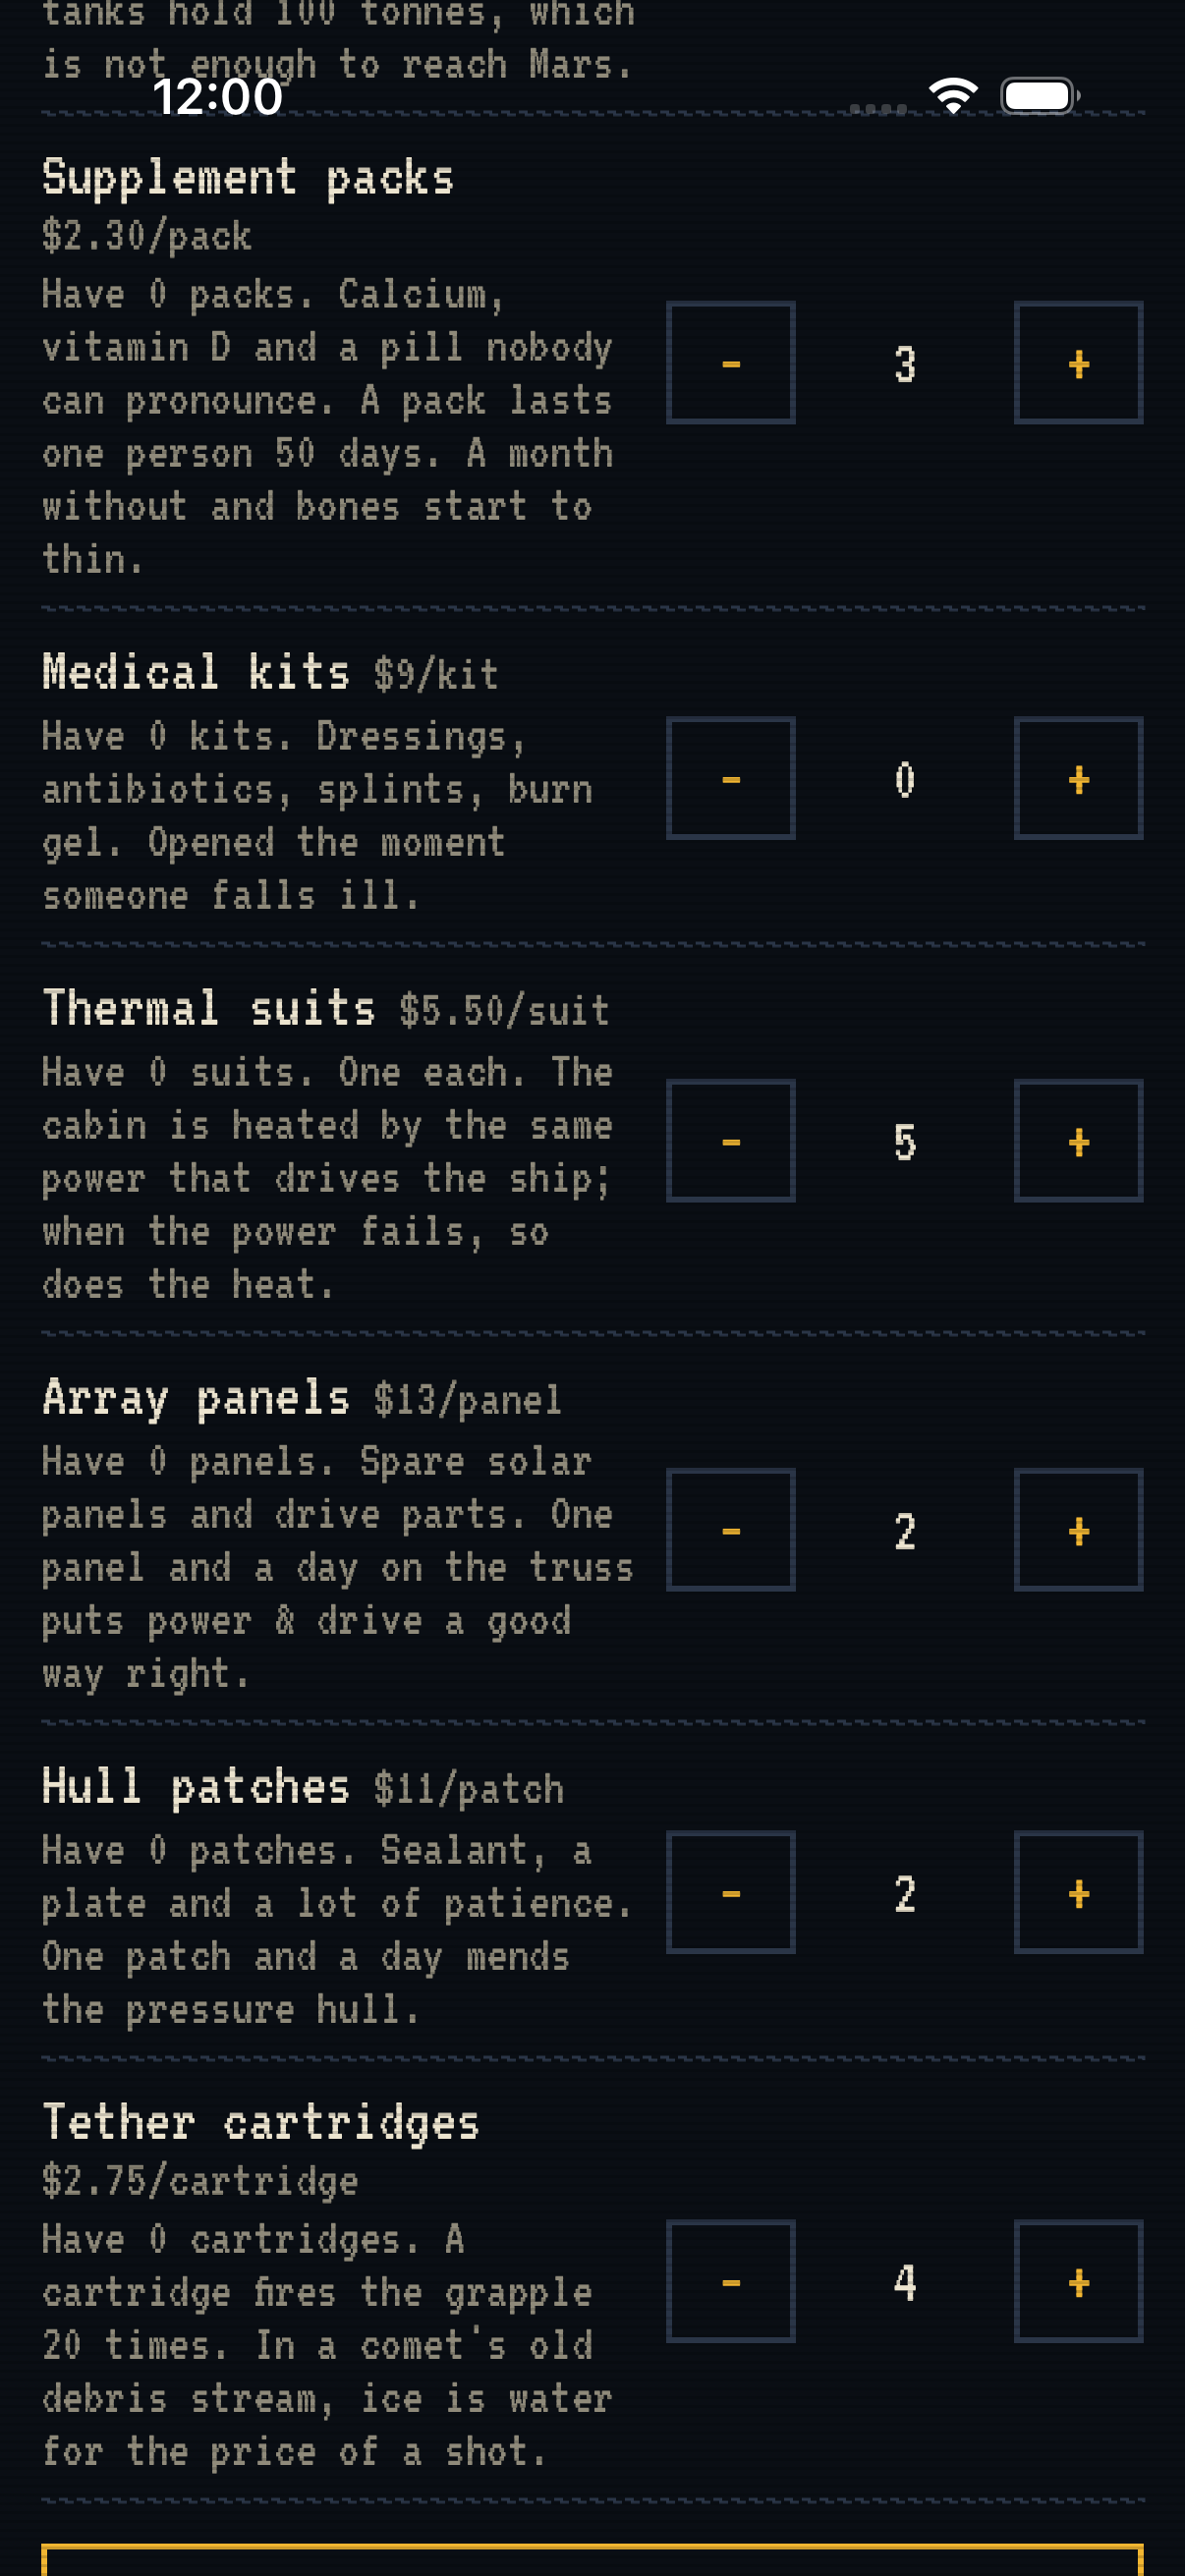 tanks hold 100 tonnes, which
is not enough to reach Mars.
12:00
Supplement packs
$2.30/pack
Have 0 packs. Calcium,
vitamin D and a pill nobody
can pronounce. A pack lasts
one person 50 days. A month
without and bones start to
thin.
- 3 +
Medical kits $9/kit
Have 0 kits. Dressings,
antibiotics, splints, burn
gel. Opened the moment
someone falls ill.
- 0 +
Thermal suits $5.50/suit
Have 0 suits. One each. The
cabin is heated by the same
power that drives the ship;
when the power fails, so
does the heat.
- 5 +
Array panels $13/panel
Have 0 panels. Spare solar
panels and drive parts. One
panel and a day on the truss
puts power & drive a good
way right.
- 2 +
Hull patches $11/patch
Have 0 patches. Sealant, a
plate and a lot of patience.
One patch and a day mends
the pressure hull.
- 2 +
Tether cartridges
$2.75/cartridge
Have 0 cartridges. A
cartridge fires the grapple
20 times. In a comet's old
debris stream, ice is water
for the price of a shot.
- 4 +